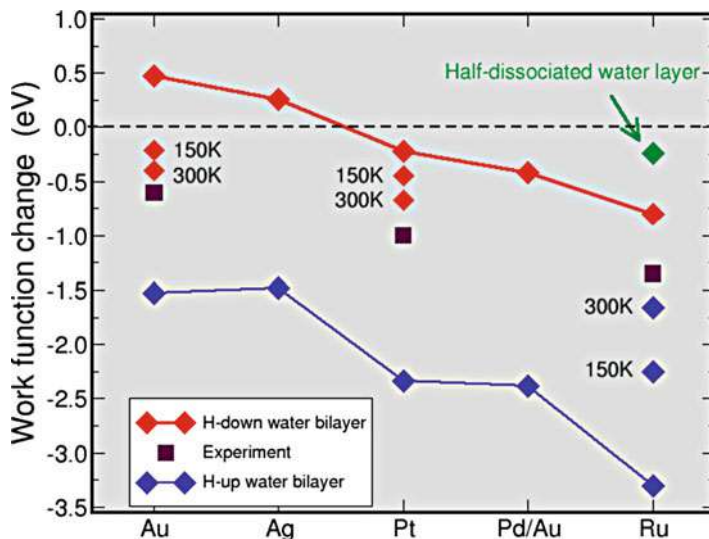 Work function change (eV)
1.0
0.5
0.0
-0.5
-1.0
-1.5
-2.0
-2.5
-3.0
-3.5
Half-dissociated water layer
150K
300K
150K
300K
300K
150K
H-down water bilayer
Experiment
H-up water bilayer
Au Ag Pt Pd/Au Ru